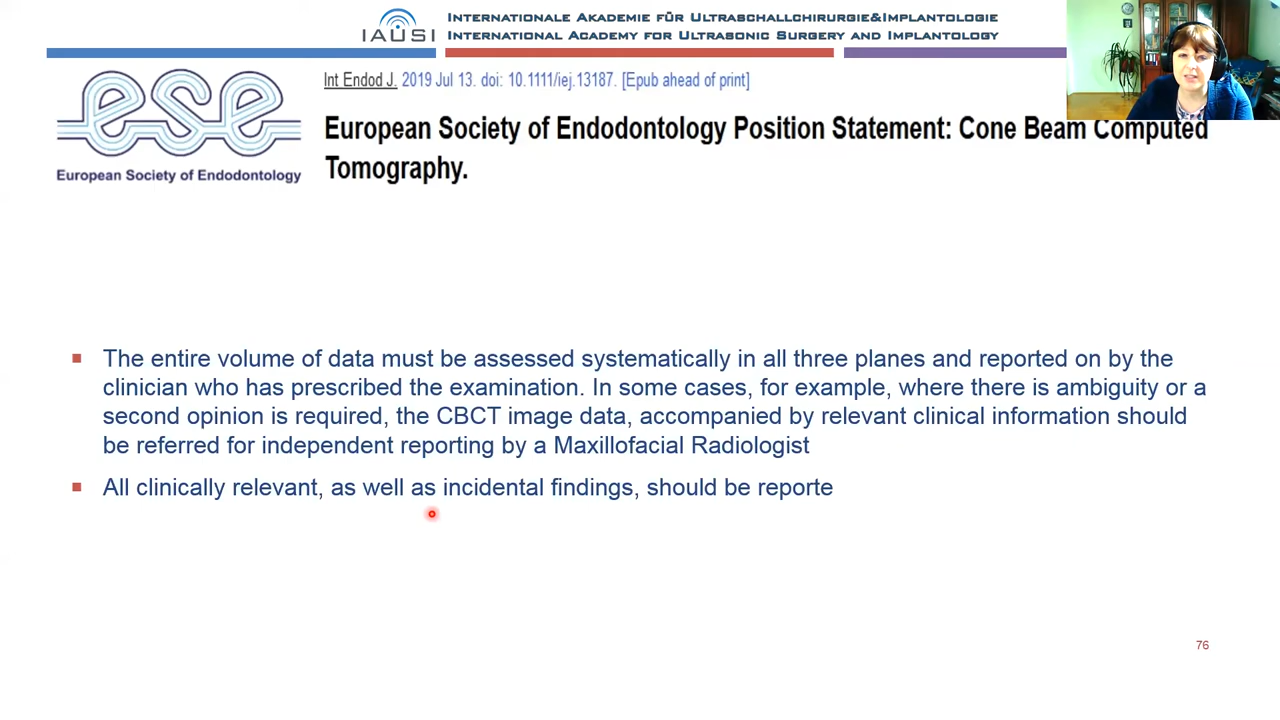 IAUSI
INTERNATIONALE AKADEMIE FÜR ULTRASCHALLCHIRURGIE&IMPLANTOLOGIE
INTERNATIONAL ACADEMY FOR ULTRASONIC SURGERY AND IMPLANTOLOGY
ese
European Society of Endodontology
Int Endod J. 2019 Jul 13. doi: 10.1111/iej.13187. [Epub ahead of print]
European Society of Endodontology Position Statement: Cone Beam Computed
Tomography.
The entire volume of data must be assessed systematically in all three planes and reported on by the
clinician who has prescribed the examination. In some cases, for example, where there is ambiguity or a
second opinion is required, the CBCT image data, accompanied by relevant clinical information should
be referred for independent reporting by a Maxillofacial Radiologist
All clinically relevant, as well as incidental findings, should be reporte
76